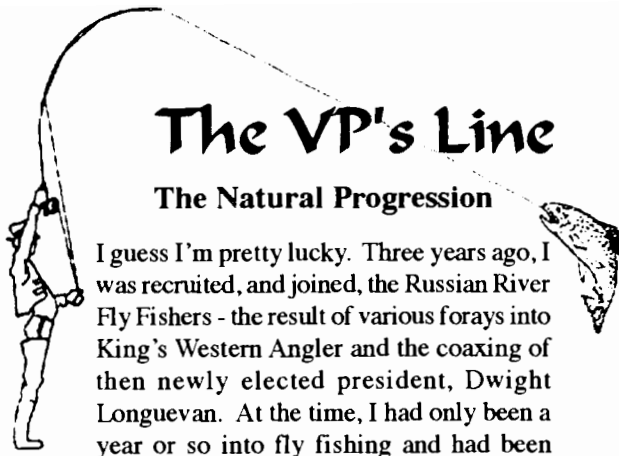 The VP's Line
The Natural Progression
I guess I'm pretty lucky. Three years ago, I
was recruited, and joined, the Russian River
Fly Fishers - the result of various forays into
King's Western Angler and the coaxing of
then newly elected president, Dwight
Longuevan. At the time, I had only been a
year or so into fly fishing and had been